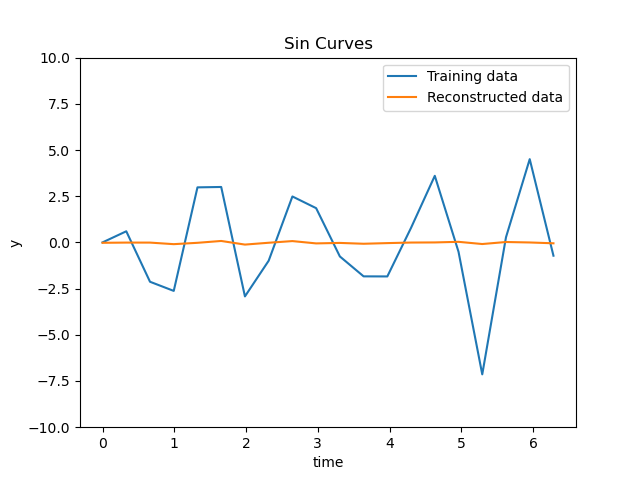 Sin Curves
Training data
Reconstructed data
10.0
7.5
5.0
2.5
0.0
−2.5
−5.0
−7.5
−10.0
y
0 1 2 3 4 5 6
time